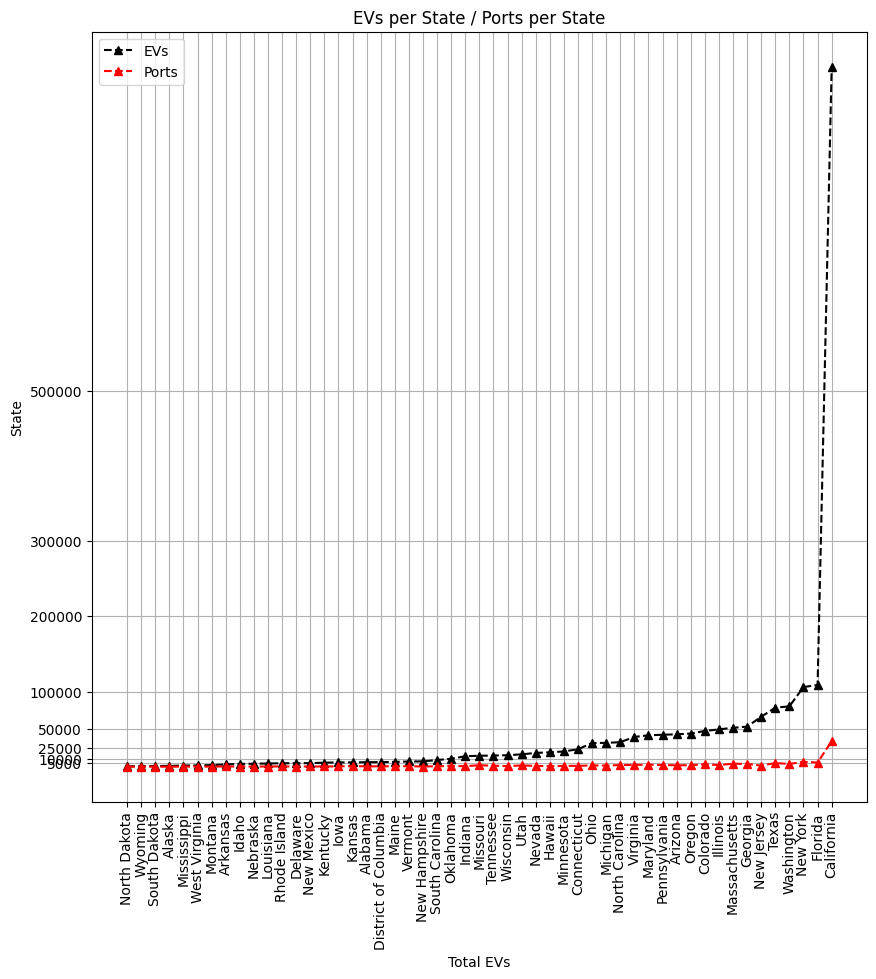 EVs per State / Ports per State
EVs
Ports
State
500000
300000
200000
100000
50000
25000
10000
5000
North Dakota
Wyoming
South Dakota
Alaska
Mississippi
West Virginia
Montana
Arkansas
Idaho
Nebraska
Louisiana
Rhode Island
Delaware
New Mexico
Kentucky
Iowa
Kansas
Alabama
District of Columbia
Maine
Vermont
New Hampshire
South Carolina
Oklahoma
Indiana
Missouri
Tennessee
Wisconsin
Utah
Nevada
Hawaii
Minnesota
Connecticut
Ohio
Michigan
North Carolina
Virginia
Maryland
Pennsylvania
Arizona
Oregon
Colorado
Illinois
Massachusetts
Georgia
New Jersey
Texas
Washington
New York
Florida
California
Total EVs